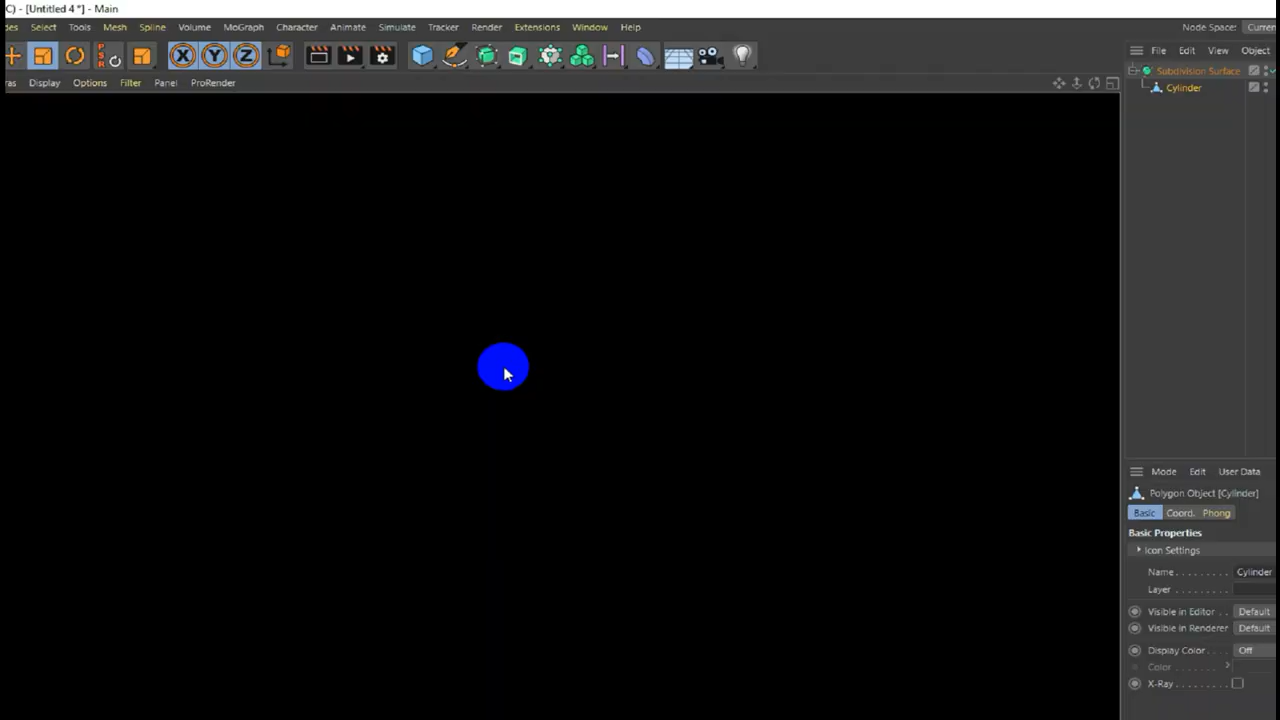 C) - [Untitled 4 *] - Main
des Select Tools Mesh Spline Volume MoGraph Character Animate Simulate Tracker Render Extensions Window Help Node Space: Curren
X Y Z File Edit View Object
ras Display Options Filter Panel ProRender
Subdivision Surface
Cylinder
Mode Edit User Data
Polygon Object [Cylinder]
Basic Coord. Phong
Basic Properties
Icon Settings
Name . . . . . . . . Cylinder
Layer . . . . . . . .
Visible in Editor . . Default
Visible in Renderer Default
Display Color . . . . Off
Color . . . . . . . .
X-Ray . . . . . . . .